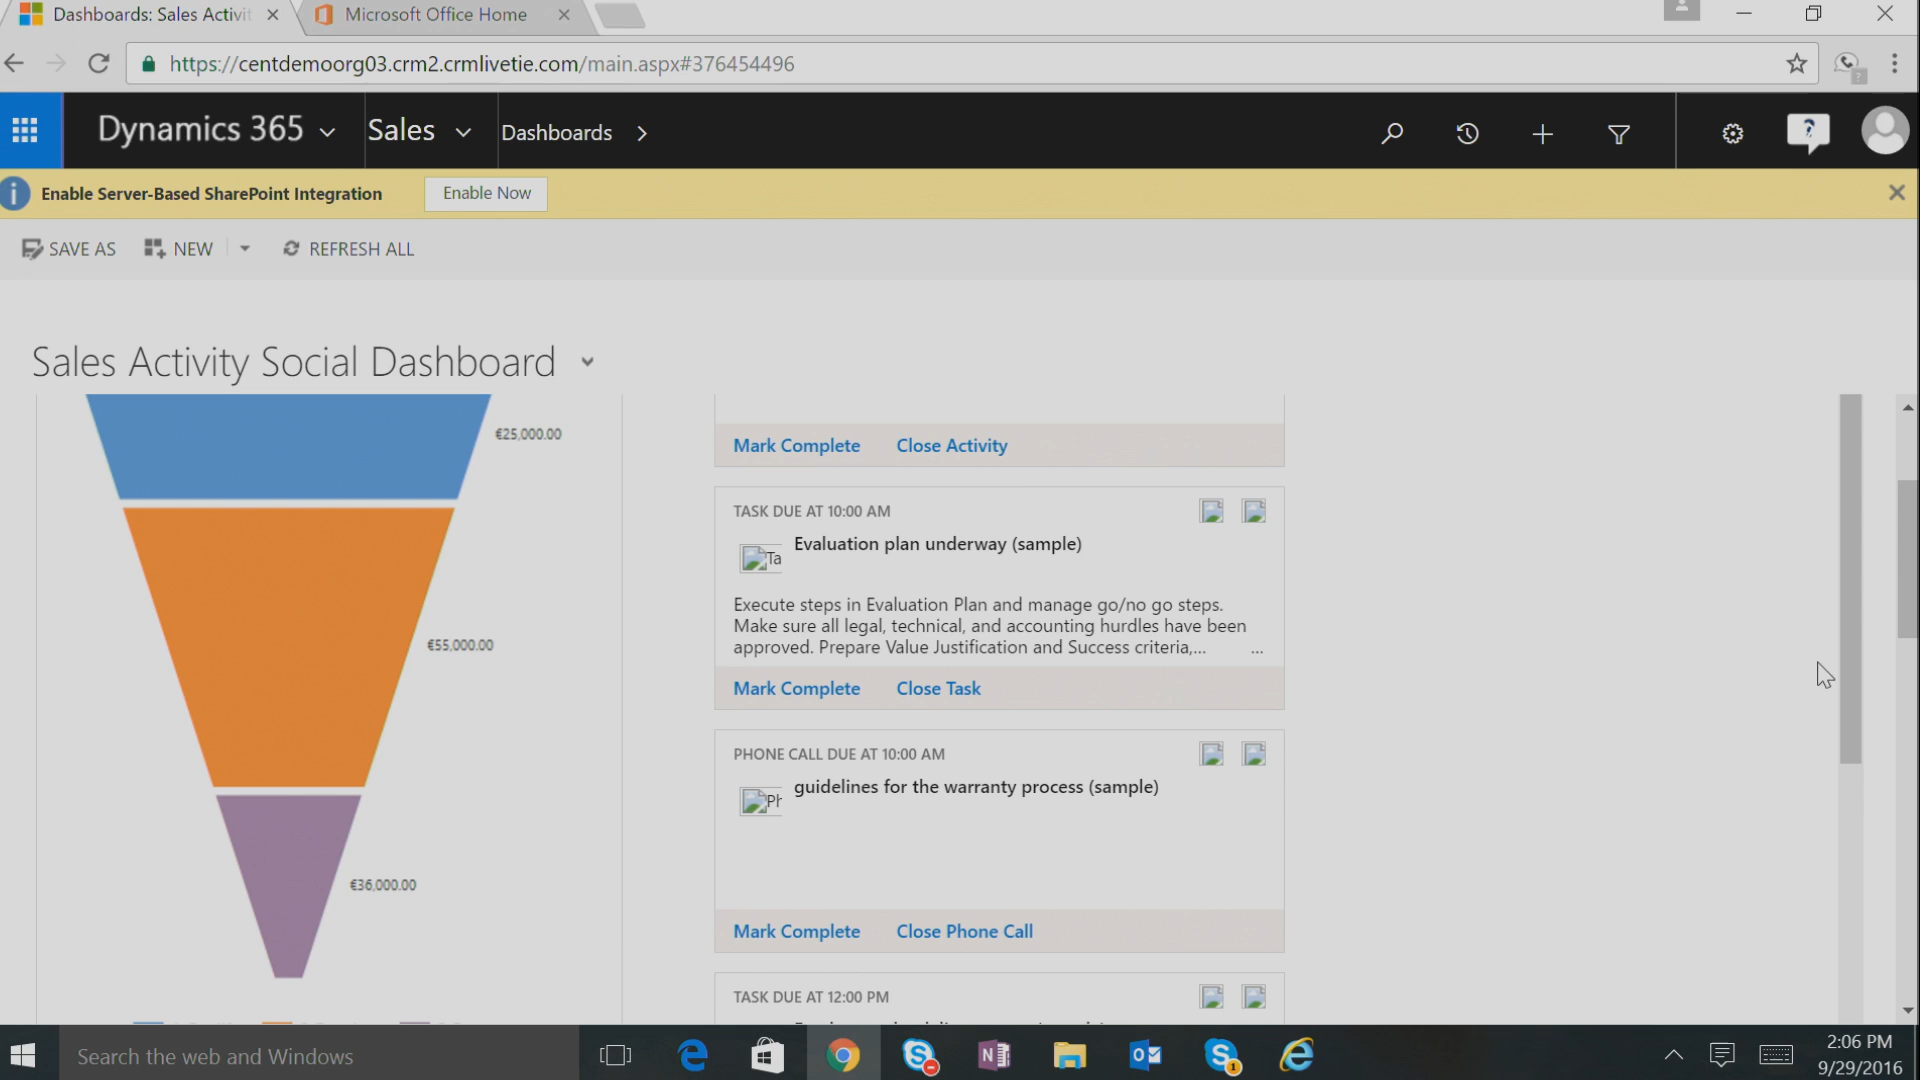 Dashboards: Sales Activit
Microsoft Office Home
https://centdemoorg03.crm2.crmlivetie.com/main.aspx#376454496
Dynamics 365
Sales
Dashboards
Enable Server-Based SharePoint Integration
Enable Now
SAVE AS
NEW
REFRESH ALL
Sales Activity Social Dashboard
€25,000.00
€55,000.00
€36,000.00
Mark Complete
Close Activity
TASK DUE AT 10:00 AM
Evaluation plan underway (sample)
Ta
Execute steps in Evaluation Plan and manage go/no go steps.
Make sure all legal, technical, and accounting hurdles have been
approved. Prepare Value Justification and Success criteria,... ...
Mark Complete
Close Task
PHONE CALL DUE AT 10:00 AM
guidelines for the warranty process (sample)
Ph
Mark Complete
Close Phone Call
TASK DUE AT 12:00 PM
Search the web and Windows
2:06 PM
9/29/2016